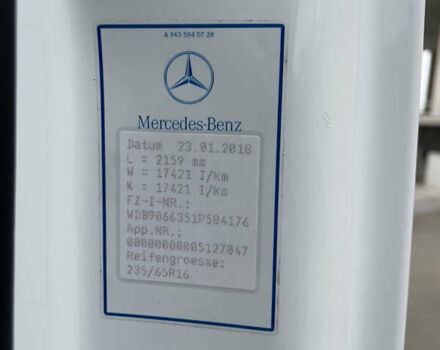 A 943 584 07 38
Mercedes-Benz
Datum 23.01.2018
L = 2159 mm
W = 17421 I/km
K = 17421 I/km
FZ-I-NR.:
WDB9066351P584176
App.NR.:
00000000005127047
Reifengroesse:
235/65R16